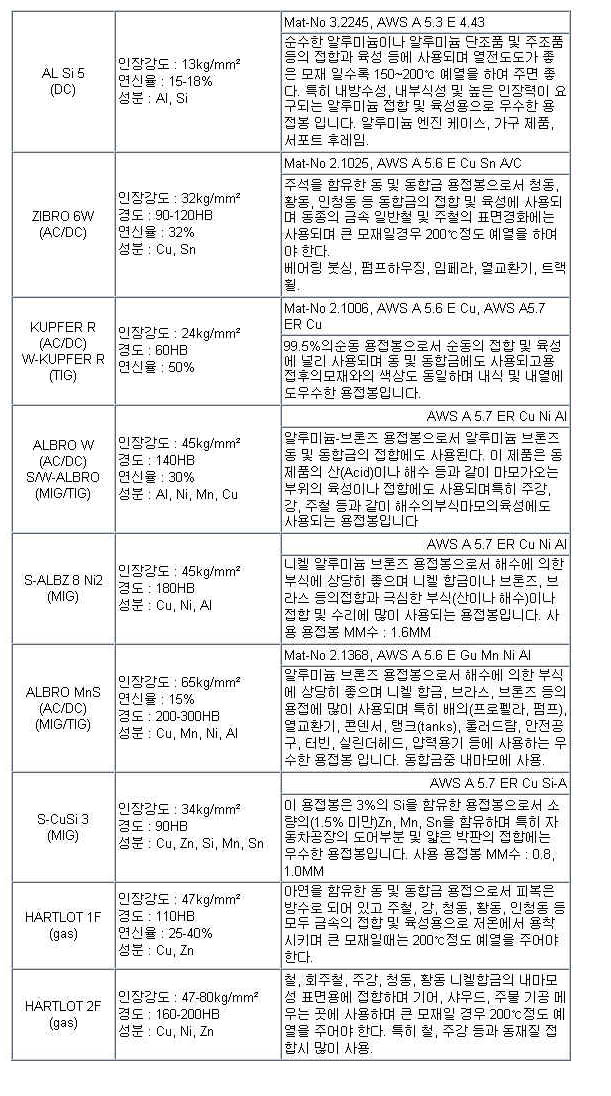 AL Si 5
(DC)
인장강도 : 13kg/mm²
연신율 : 15-18%
성분 : Al, Si
Mat-No 3.2245, AWS A 5.3 E 4.43
순수한 알루미늄이나 알루미늄 단조품 및 주조품
등의 접합과 육성 등에 사용되며 열전도도가 좋
은 모재 일수록 150~200℃ 예열을 하여 주면 좋
다. 특히 내방수성, 내부식성 및 높은 인장력이 요
구되는 알루미늄 접합 및 육성용으로 우수한 용
접봉 입니다. 알루미늄 엔진 케이스, 가구 제품,
서포트 후레임.
ZIBRO 6W
(AC/DC)
인장강도 : 32kg/mm²
경도 : 90-120HB
연신율 : 32%
성분 : Cu, Sn
Mat-No 2.1025, AWS A 5.6 E Cu Sn A/C
주석을 함유한 동 및 동합금 용접봉으로서 청동,
황동, 인청동 등 동합금의 접합 및 육성에 사용되
며 동종의 금속 일반철 및 주철의 표면경화에는
사용되며 큰 모재일경우 200℃정도 예열을 하여
야 한다.
베어링 붓싱, 펌프하우징, 임페라, 열교환기, 트랙
휠.
KUPFER R
(AC/DC)
W-KUPFER R
(TIG)
인장강도 : 24kg/mm²
경도 : 60HB
연신율 : 50%
Mat-No 2.1006, AWS A 5.6 E Cu, AWS A5.7
ER Cu
99.5%의순동 용접봉으로서 순동의 접합 및 육성
에 널리 사용되며 동 및 동합금에도 사용되고용
접후의모재와의 색상도 동일하며 내식 및 내열에
도우수한 용접봉입니다.
ALBRO W
(AC/DC)
S/W-ALBRO
(MIG/TIG)
인장강도 : 45kg/mm²
경도 : 140HB
연신율 : 30%
성분 : Al, Ni, Mn, Cu
AWS A 5.7 ER Cu Ni Al
알루미늄-브론즈 용접봉으로서 알루미늄 브론즈
동 및 동합금의 접합에도 사용된다. 이 제품은 동
제품의 산(Acid)이나 해수 등과 같이 마모가오는
부위의 육성이나 접합에도 사용되며특히 주강,
강, 주철 등과 같이 해수의부식마모의육성에도
사용되는 용접봉입니다
S-ALBZ 8 Ni2
(MIG)
인장강도 : 45kg/mm²
경도 : 180HB
성분 : Cu, Ni, Al
AWS A 5.7 ER Cu Ni Al
니켈 알루미늄 브론즈 용접봉으로서 해수에 의한
부식에 상당히 좋으며 니켈 합금이나 브론즈, 브
라스 등의접합과 극심한 부식(산이나 해수)이나
접합 및 수리에 많이 사용되는 용접봉입니다. 사
용 용접봉 MM수 : 1.6MM
ALBRO MnS
(AC/DC)
(MIG/TIG)
인장강도 : 65kg/mm²
연신율 : 15%
경도 : 200-300HB
성분 : Cu, Mn, Ni, Al
Mat-No 2.1368, AWS A 5.6 E Gu Mn Ni Al
알루미늄 브론즈 용접봉으로서 해수에 의한 부식
에 상당히 좋으며 니켈 합금, 브라스, 브론즈 등의
용접에 많이 사용되며 특히 배의(프로펠라, 펌프),
열교환기, 콘덴서, 탱크(tanks), 롤러드람, 안전공
구, 터빈, 실린더헤드, 압력용기 등에 사용하는 우
수한 용접봉 입니다. 동합금중 내마모에 사용.
S-CuSi 3
(MIG)
인장강도 : 34kg/mm²
경도 : 90HB
성분 : Cu, Zn, Si, Mn, Sn
AWS A 5.7 ER Cu Si-A
이 용접봉은 3%의 Si을 함유한 용접봉으로서 소
량의(1.5% 미만)Zn, Mn, Sn을 함유하며 특히 자
동차공장의 도어부분 및 얇은 박판의 접합에는
우수한 용접봉입니다. 사용 용접봉 MM수 : 0.8,
1.0MM
HARTLOT 1F
(gas)
인장강도 : 47kg/mm²
경도 : 110HB
연신율 : 25-40%
성분 : Cu, Zn
아연을 함유한 동 및 동합금 용접으로서 피복은
방수로 되어 있고 주철, 강, 청동, 황동, 인청동 등
모두 금속의 접합 및 육성용으로 저온에서 용착
시키며 큰 모재일때는 200℃정도 예열을 주어야
한다.
HARTLOT 2F
(gas)
인장강도 : 47-80kg/mm²
경도 : 160-200HB
성분 : Cu, Ni, Zn
철, 회주철, 주강, 청동, 황동 니켈합금의 내마모
성 표면용에 접합하며 기어, 샤우드, 주물 기공 메
우는 곳에 사용하며 큰 모재일 경우 200℃정도 예
열을 주어야 한다. 특히 철, 주강 등과 동재질 접
합시 많이 사용.